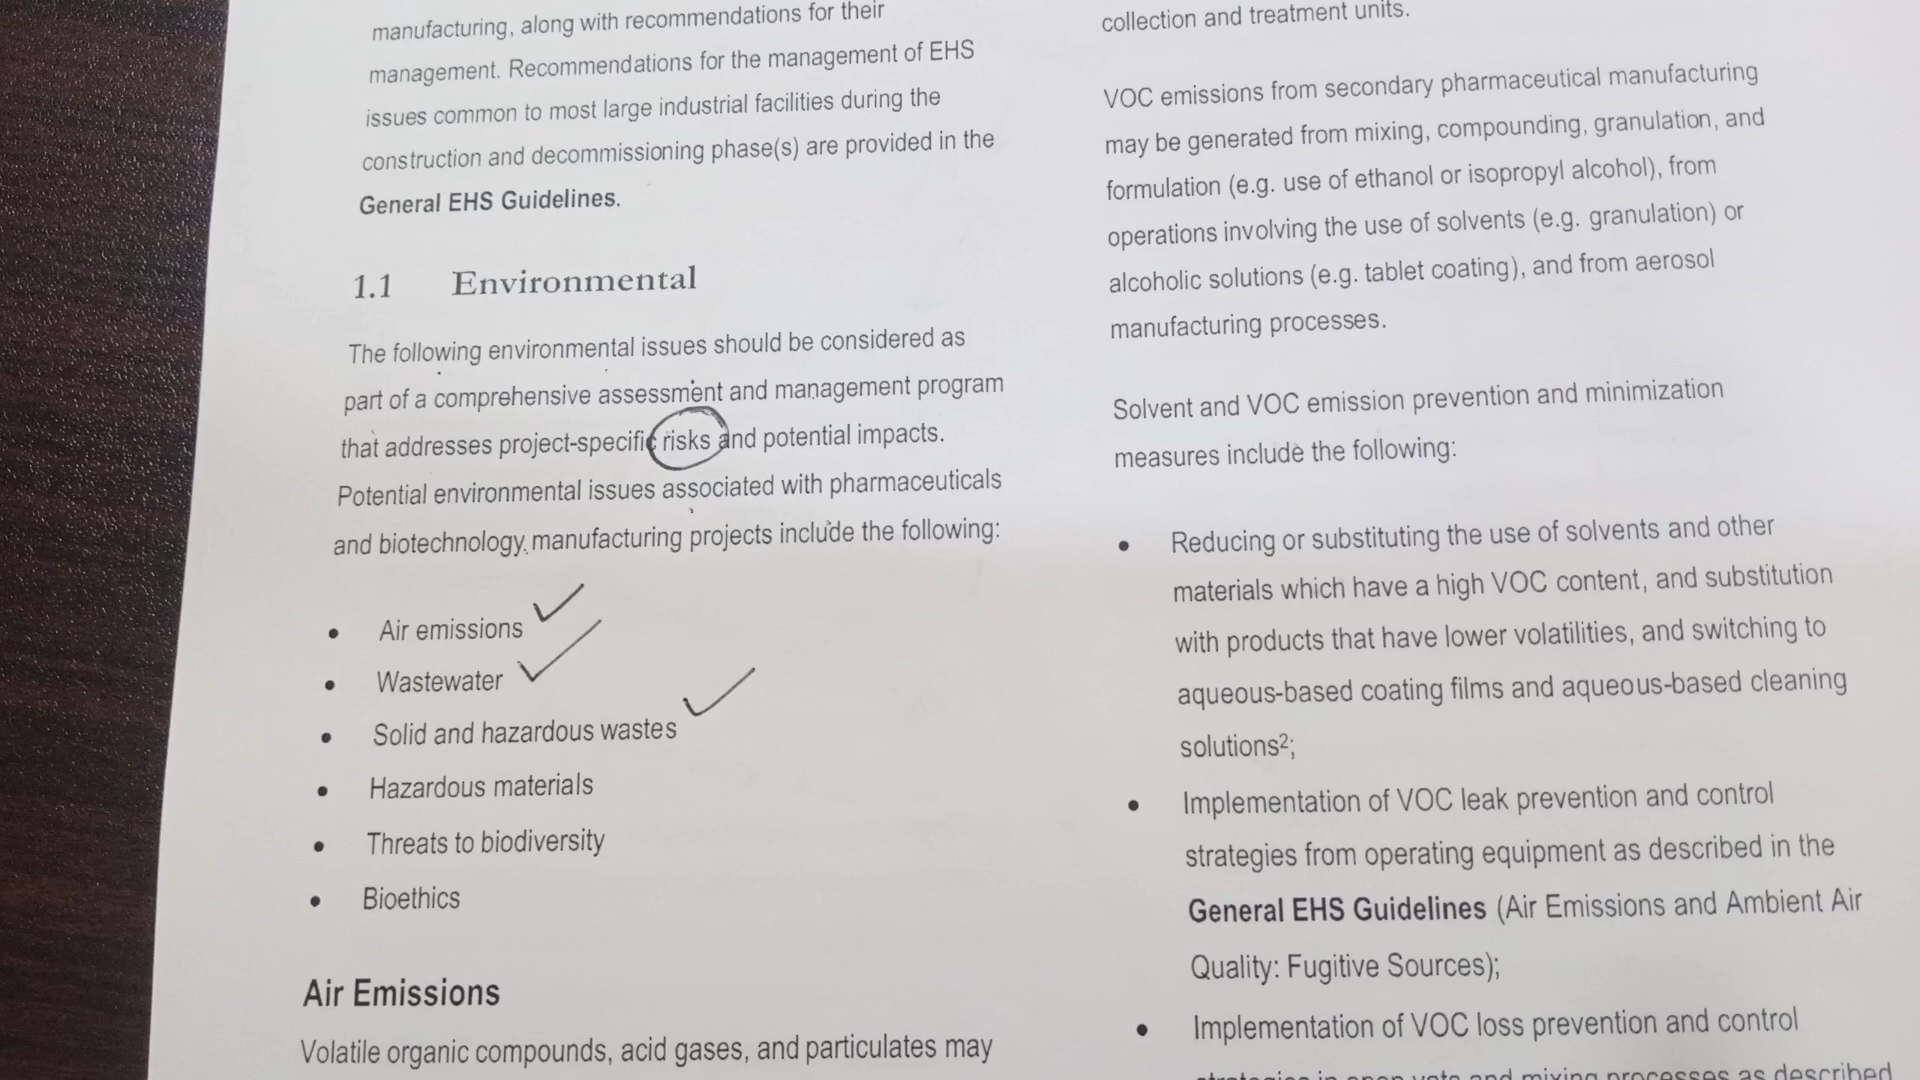 manufacturing, along with recommendations for their
management. Recommendations for the management of EHS
issues common to most large industrial facilities during the
construction and decommissioning phase(s) are provided in the
General EHS Guidelines.
1.1 Environmental
The following environmental issues should be considered as
part of a comprehensive assessment and management program
that addresses project-specific risks and potential impacts.
Potential environmental issues associated with pharmaceuticals
and biotechnology manufacturing projects include the following:
• Air emissions
• Wastewater
• Solid and hazardous wastes
• Hazardous materials
• Threats to biodiversity
• Bioethics
Air Emissions
Volatile organic compounds, acid gases, and particulates may
collection and treatment units.
VOC emissions from secondary pharmaceutical manufacturing
may be generated from mixing, compounding, granulation, and
formulation (e.g. use of ethanol or isopropyl alcohol), from
operations involving the use of solvents (e.g. granulation) or
alcoholic solutions (e.g. tablet coating), and from aerosol
manufacturing processes.
Solvent and VOC emission prevention and minimization
measures include the following:
• Reducing or substituting the use of solvents and other
materials which have a high VOC content, and substitution
with products that have lower volatilities, and switching to
aqueous-based coating films and aqueous-based cleaning
solutions²;
• Implementation of VOC leak prevention and control
strategies from operating equipment as described in the
General EHS Guidelines (Air Emissions and Ambient Air
Quality: Fugitive Sources);
• Implementation of VOC loss prevention and control
strategies in open vats and mixing processes as described